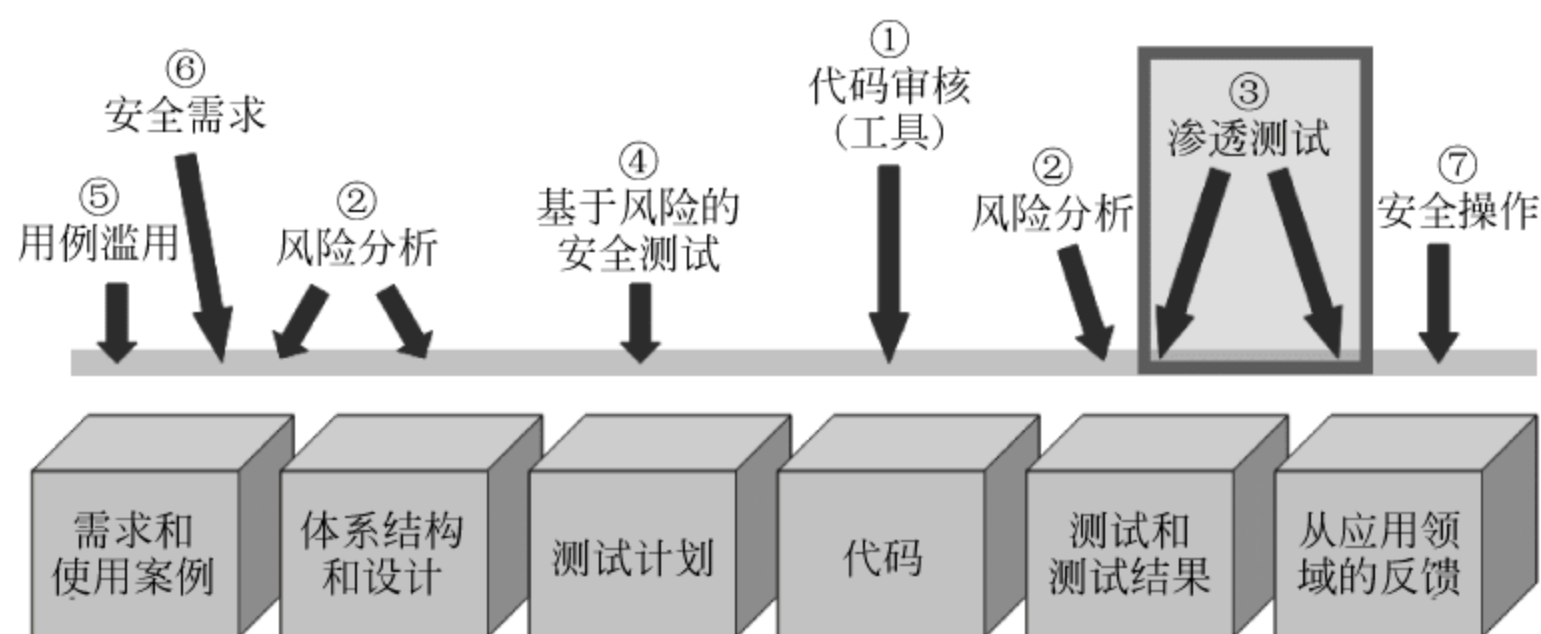 ⑥
安全需求
⑤
用例滥用
②
风险分析
④
基于风险的
安全测试
①
代码审核
(工具)
②
风险分析
③
渗透测试
⑦
安全操作
需求和
使用案例
体系结构
和设计
测试计划
代码
测试和
测试结果
从应用领
域的反馈